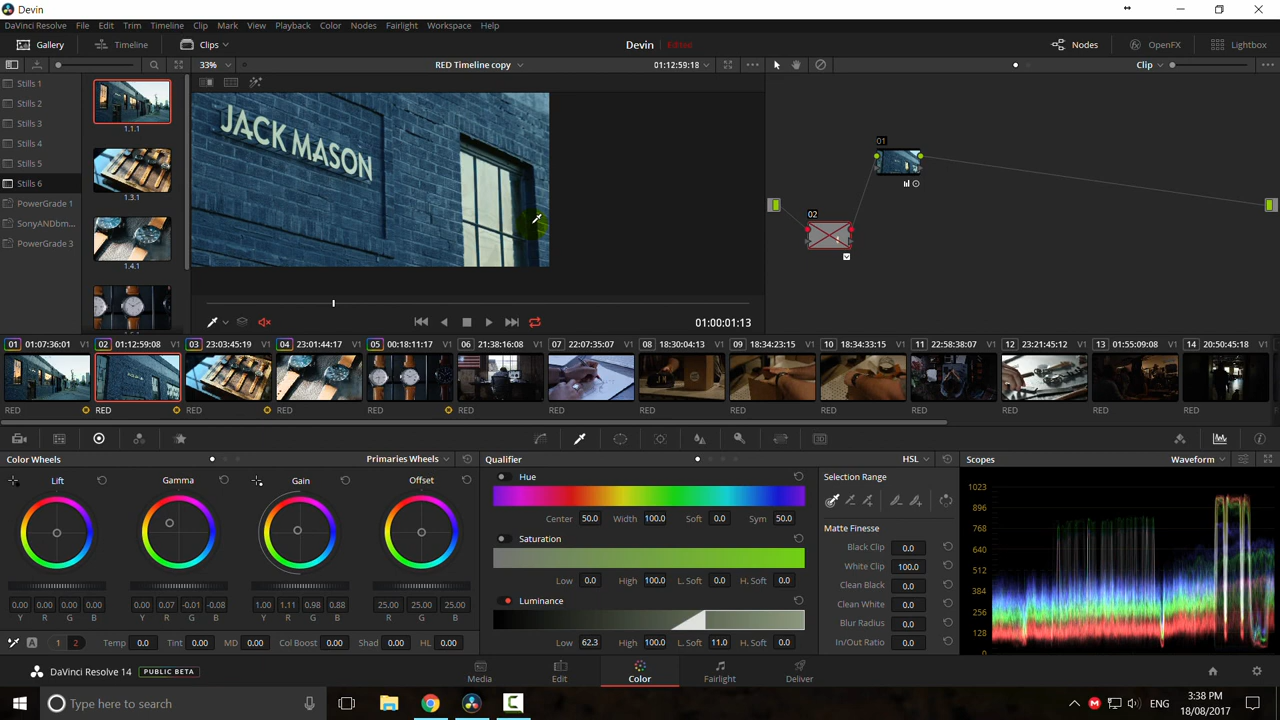 Devin
DaVinci Resolve File Edit Trim Timeline Clip Mark View Playback Color Nodes Fairlight Workspace Help
Gallery Timeline Clips Devin Edited Nodes OpenFX Lightbox
33% RED Timeline copy 01:12:59:18 Clip
Stills 1
Stills 2
Stills 3
Stills 4
Stills 5
Stills 6
PowerGrade 1
SonyANDbm...
PowerGrade 3
1.1.1
1.3.1
1.4.1
JACK MASON
01
02
01:00:01:13
01 01:07:36:01 V1 02 01:12:59:08 V1 03 23:03:45:19 V1 04 23:01:44:17 V1 05 00:18:11:17 V1 06 21:38:16:08 V1 07 22:07:35:07 V1 08 18:30:04:13 V1 09 18:34:23:15 V1 10 18:34:33:15 V1 11 22:58:38:07 V1 12 23:21:45:12 V1 13 01:55:09:08 V1 14 20:50:45:18 V1
RED RED RED RED RED RED RED RED RED RED RED RED RED RED
Color Wheels Primaries Wheels
Lift Gamma Gain Offset
0.00 0.00 0.00 0.00 0.00 0.07 -0.01 -0.08 1.00 1.11 0.98 0.88 25.00 25.00 25.00
Y R G B Y R G B Y R G B R G B
A 1 2 Temp 0.0 Tint 0.00 MD 0.00 Col Boost 0.00 Shad 0.00 HL 0.00
Qualifier HSL
Hue
Center 50.0 Width 100.0 Soft 0.0 Sym 50.0
Saturation
Low 0.0 High 100.0 L. Soft 0.0 H. Soft 0.0
Luminance
Low 62.3 High 100.0 L. Soft 11.0 H. Soft 0.0
Selection Range
Matte Finesse
Black Clip 0.0
White Clip 100.0
Clean Black 0.0
Clean White 0.0
Blur Radius 0.0
In/Out Ratio 0.0
Scopes Waveform
1023
896
768
640
512
384
256
128
0
DaVinci Resolve 14 PUBLIC BETA
Media Edit Color Fairlight Deliver
Type here to search
ENG
3:38 PM
18/08/2017